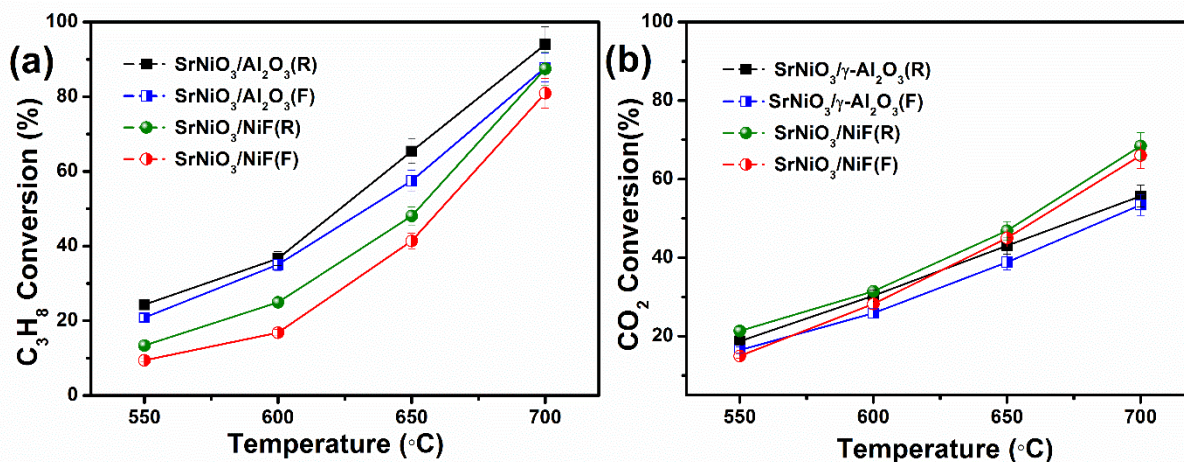 (a)
C₃H₈ Conversion (%)
100
80
60
40
20
0
SrNiO₃/Al₂O₃(R)
SrNiO₃/Al₂O₃(F)
SrNiO₃/NiF(R)
SrNiO₃/NiF(F)
550
600
650
700
Temperature (◦C)
(b)
CO₂ Conversion(%)
100
80
60
40
20
SrNiO₃/γ-Al₂O₃(R)
SrNiO₃/γ-Al₂O₃(F)
SrNiO₃/NiF(R)
SrNiO₃/NiF(F)
550
600
650
700
Temperature (◦C)